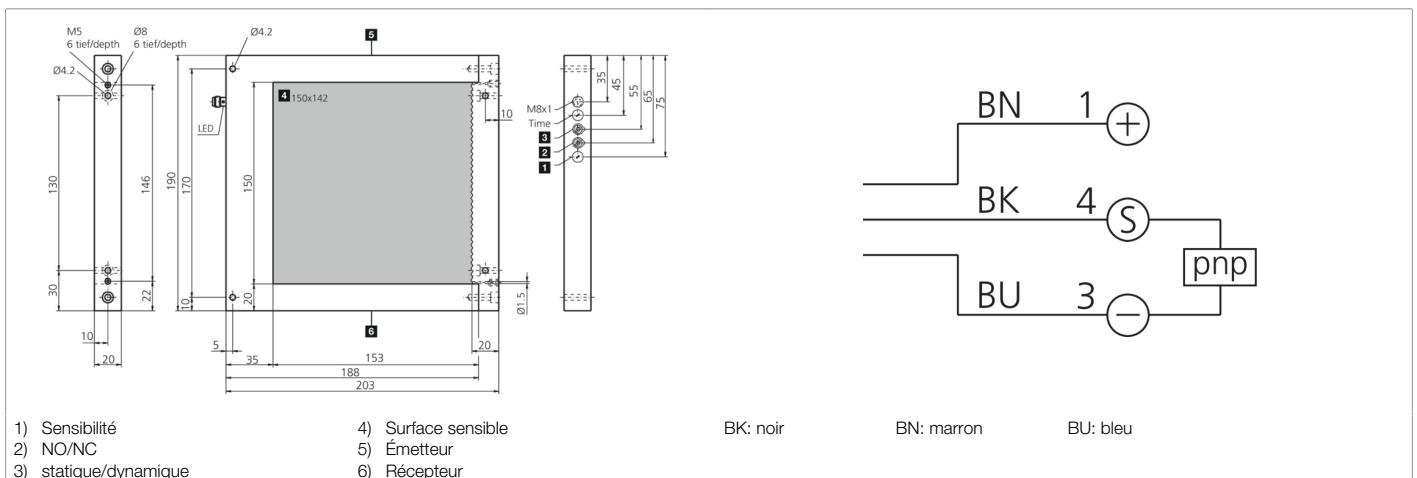 M5
6 tief/depth
Ø8
6 tief/depth
Ø4.2
130
30
146
22
10
20
Ø4.2
5
LED
4 150x142
190
170
150
10
20
10
Ø1.5
6
5
35
153
20
188
203
35
45
55
65
75
M8x1
Time
3
2
1
BN 1 +
BK 4 S
pnp
BU 3 −
1) Sensibilité
2) NO/NC
3) statique/dynamique
4) Surface sensible
5) Émetteur
6) Récepteur
BK: noir
BN: marron
BU: bleu